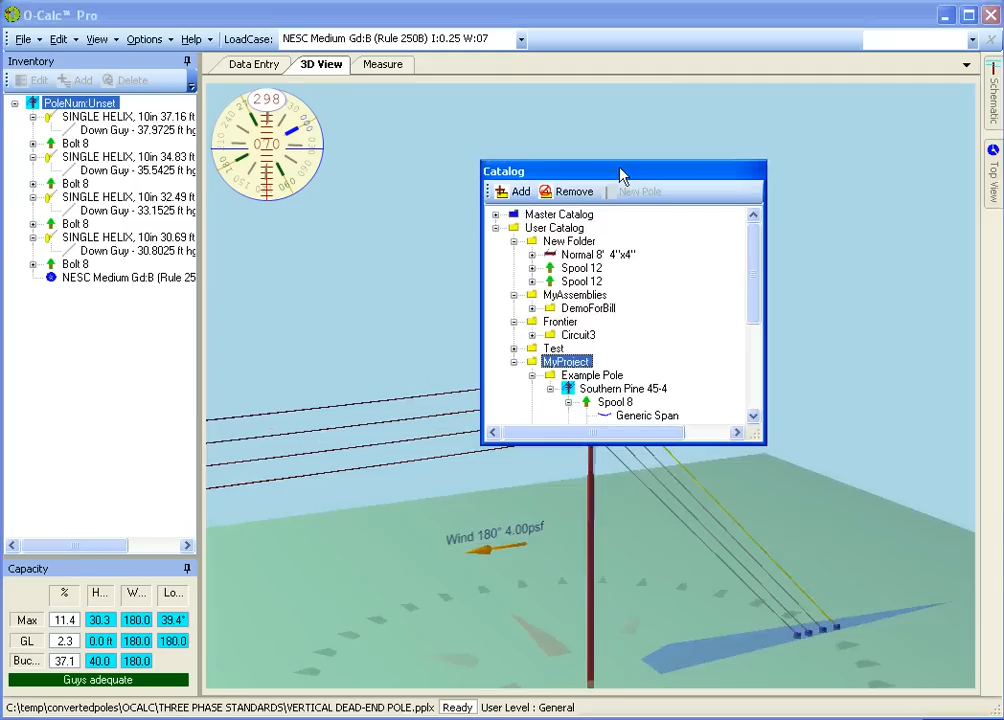 O-Calc™ Pro
File Edit View Options Help LoadCase: NESC Medium Gd:B (Rule 250B) I:0.25 W:07
Inventory
Data Entry 3D View Measure
Edit Add Delete
PoleNum:Unset
SINGLE HELIX, 10in 37.16 ft
Down Guy - 37.9725 ft hg
Bolt 8
SINGLE HELIX, 10in 34.83 ft
Down Guy - 35.5425 ft hg
Bolt 8
SINGLE HELIX, 10in 32.49 ft
Down Guy - 33.1525 ft hg
Bolt 8
SINGLE HELIX, 10in 30.69 ft
Down Guy - 30.8025 ft hg
Bolt 8
NESC Medium Gd:B (Rule 25
298
070
Catalog
Add Remove New Pole
Master Catalog
User Catalog
New Folder
Normal 8' 4"x4"
Spool 12
Spool 12
MyAssemblies
DemoForBill
Frontier
Circuit3
Test
MyProject
Example Pole
Southern Pine 45-4
Spool 8
Generic Span
Wind 180° 4.00psf
Schematic
Top View
Capacity
% H... W... Lo...
Max 11.4 30.3 180.0 39.4°
GL 2.3 0.0 ft 180.0 180.0
Buc... 37.1 40.0 180.0
Guys adequate
C:\temp\convertedpoles\OCALC\THREE PHASE STANDARDS\VERTICAL DEAD-END POLE.pplx Ready User Level : General